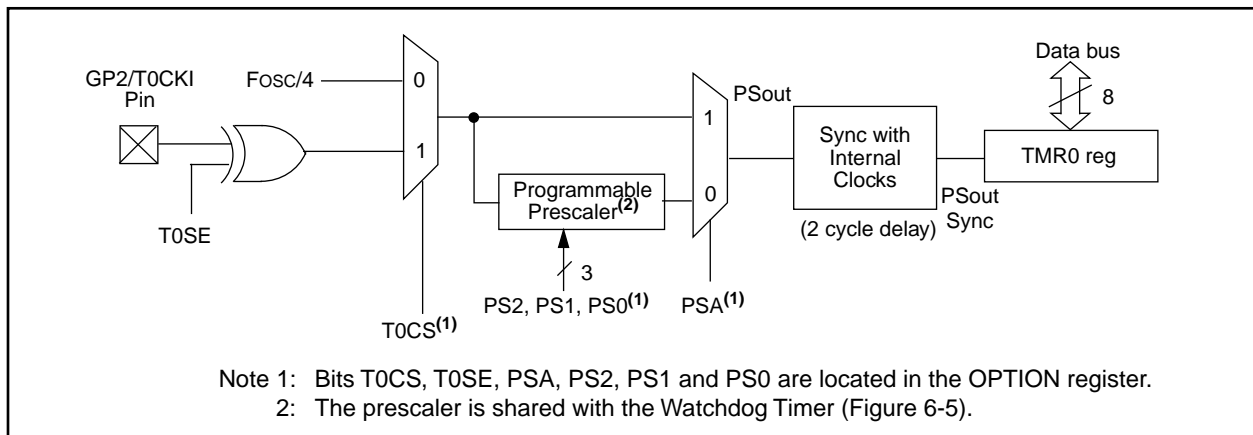 Data bus
8
GP2/T0CKI
Pin
FOSC/4
0
1
T0SE
T0CS(1)
Programmable
Prescaler(2)
3
PS2, PS1, PS0(1)
1
0
PSA(1)
PSout
Sync with
Internal
Clocks
(2 cycle delay)
PSout
Sync
TMR0 reg
Note 1: Bits T0CS, T0SE, PSA, PS2, PS1 and PS0 are located in the OPTION register.
2: The prescaler is shared with the Watchdog Timer (Figure 6-5).